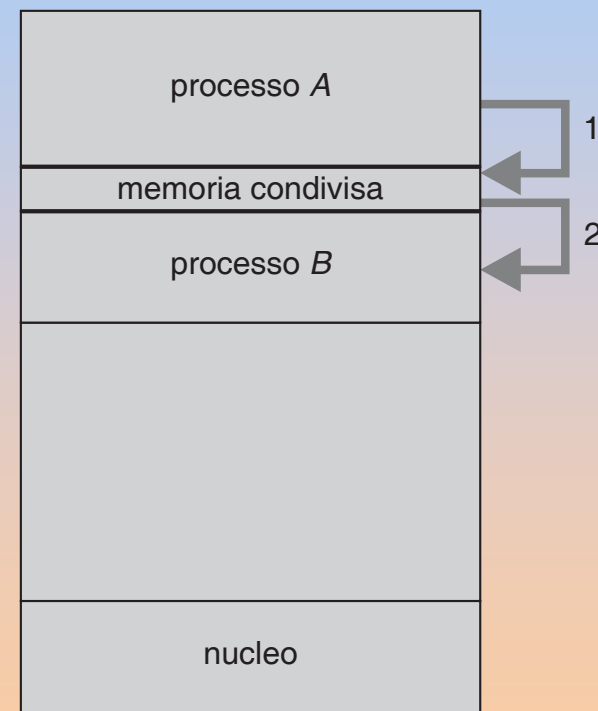 processo A
1
memoria condivisa
2
processo B
nucleo